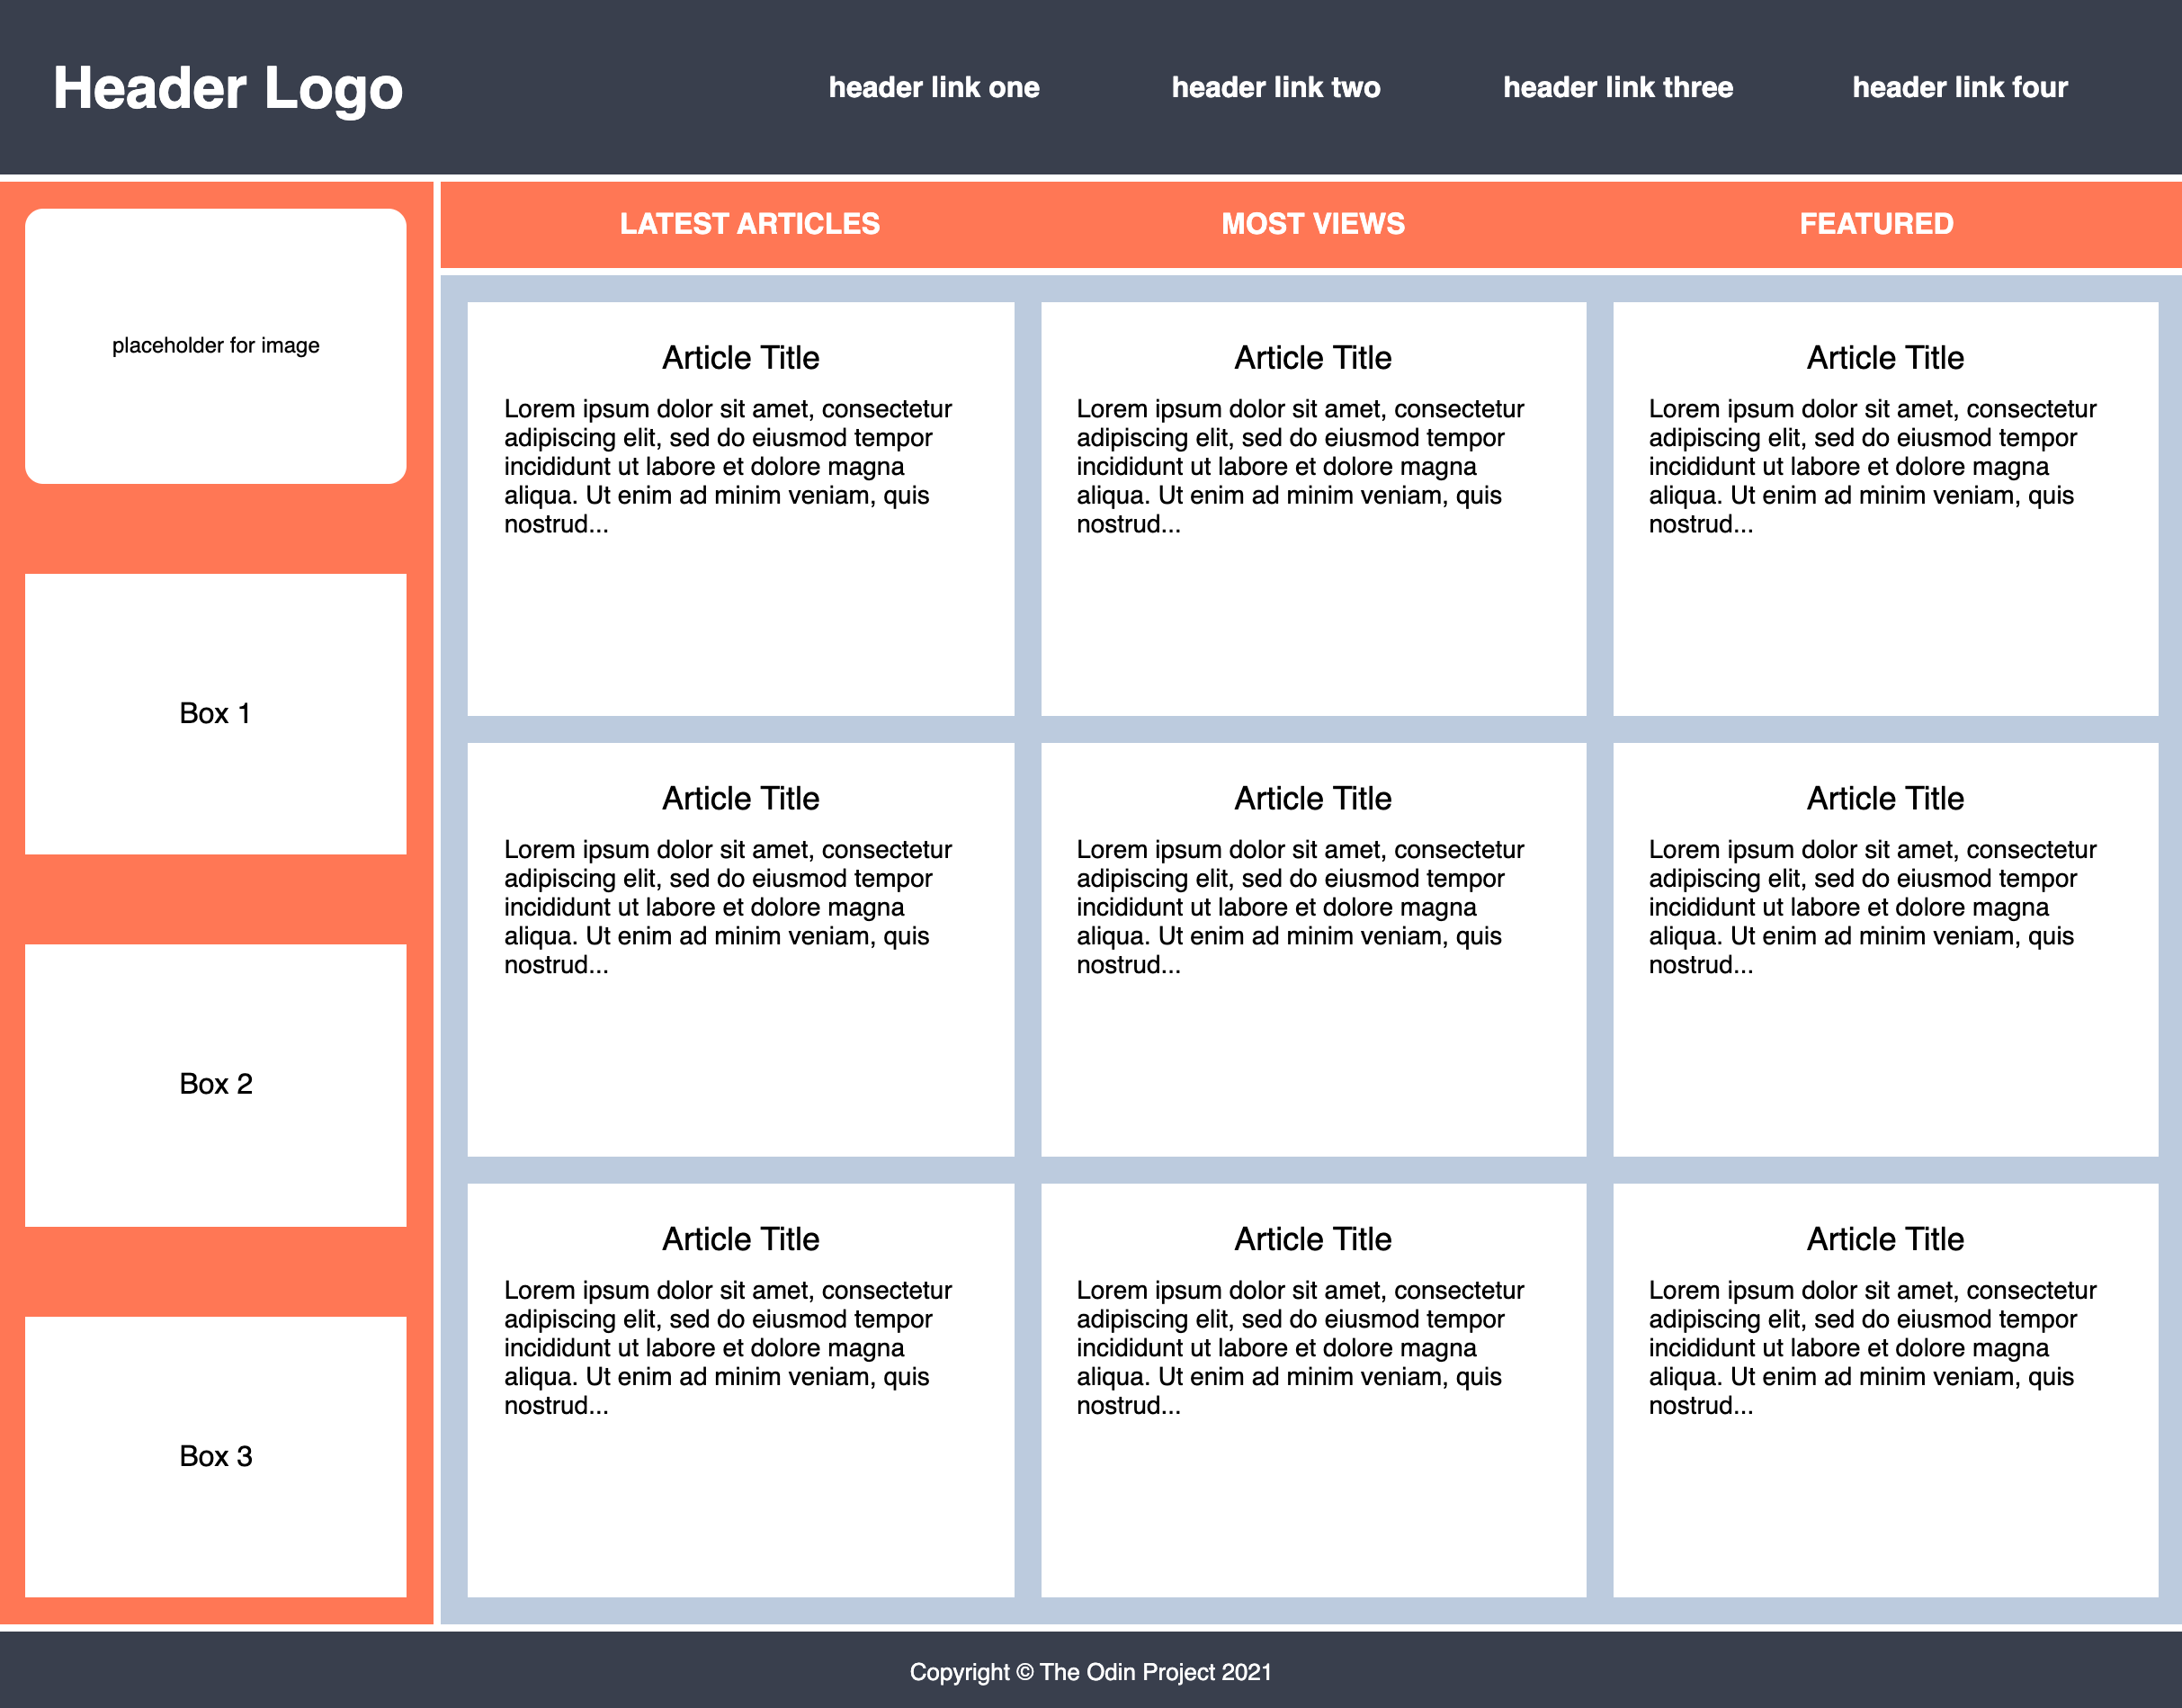 Header Logo
header link one
header link two
header link three
header link four
placeholder for image
Box 1
Box 2
Box 3
LATEST ARTICLES
MOST VIEWS
FEATURED
Article Title
Lorem ipsum dolor sit amet, consectetur
adipiscing elit, sed do eiusmod tempor
incididunt ut labore et dolore magna
aliqua. Ut enim ad minim veniam, quis
nostrud...
Article Title
Lorem ipsum dolor sit amet, consectetur
adipiscing elit, sed do eiusmod tempor
incididunt ut labore et dolore magna
aliqua. Ut enim ad minim veniam, quis
nostrud...
Article Title
Lorem ipsum dolor sit amet, consectetur
adipiscing elit, sed do eiusmod tempor
incididunt ut labore et dolore magna
aliqua. Ut enim ad minim veniam, quis
nostrud...
Article Title
Lorem ipsum dolor sit amet, consectetur
adipiscing elit, sed do eiusmod tempor
incididunt ut labore et dolore magna
aliqua. Ut enim ad minim veniam, quis
nostrud...
Article Title
Lorem ipsum dolor sit amet, consectetur
adipiscing elit, sed do eiusmod tempor
incididunt ut labore et dolore magna
aliqua. Ut enim ad minim veniam, quis
nostrud...
Article Title
Lorem ipsum dolor sit amet, consectetur
adipiscing elit, sed do eiusmod tempor
incididunt ut labore et dolore magna
aliqua. Ut enim ad minim veniam, quis
nostrud...
Article Title
Lorem ipsum dolor sit amet, consectetur
adipiscing elit, sed do eiusmod tempor
incididunt ut labore et dolore magna
aliqua. Ut enim ad minim veniam, quis
nostrud...
Article Title
Lorem ipsum dolor sit amet, consectetur
adipiscing elit, sed do eiusmod tempor
incididunt ut labore et dolore magna
aliqua. Ut enim ad minim veniam, quis
nostrud...
Article Title
Lorem ipsum dolor sit amet, consectetur
adipiscing elit, sed do eiusmod tempor
incididunt ut labore et dolore magna
aliqua. Ut enim ad minim veniam, quis
nostrud...
Copyright © The Odin Project 2021